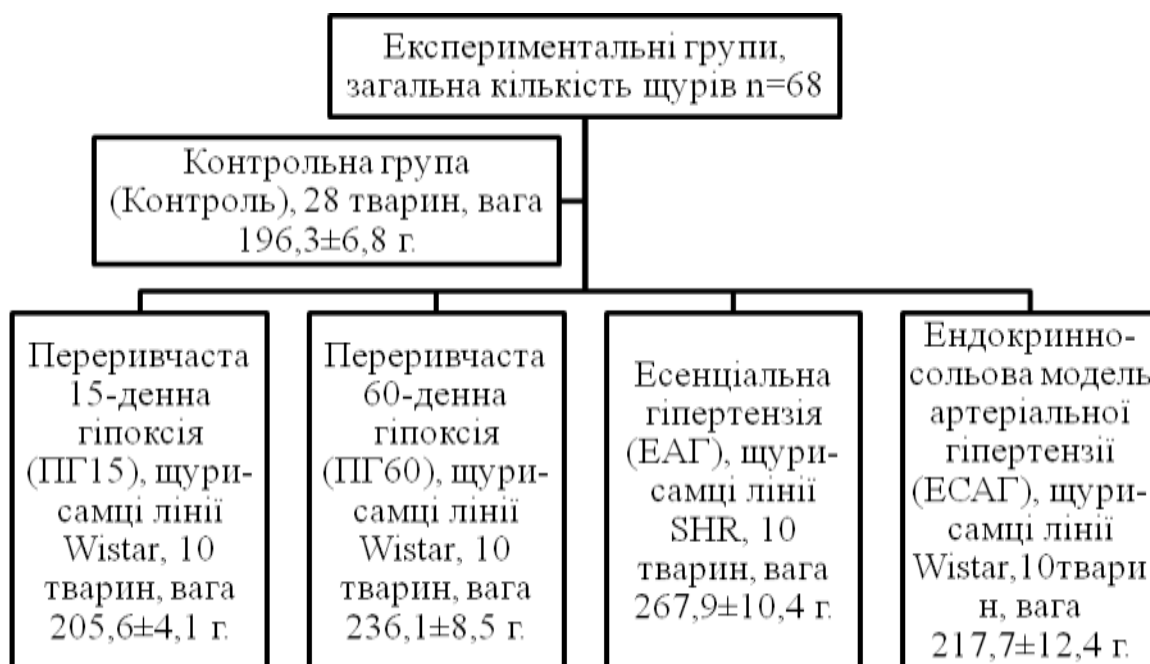 Експериментальні групи,
загальна кількість щурів n=68
Контрольна група
(Контроль), 28 тварин, вага
196,3±6,8 г.
Переривчаста
15-денна
гіпоксія
(ПГ15), щури-
самці лінії
Wistar, 10
тварин, вага
205,6±4,1 г.
Переривчаста
60-денна
гіпоксія
(ПГ60), щури-
самці лінії
Wistar, 10
тварин, вага
236,1±8,5 г.
Есенціальна
гіпертензія
(ЕАГ), щури-
самці лінії
SHR, 10
тварин, вага
267,9±10,4 г.
Ендокринно-
сольова модель
артеріальної
гіпертензії
(ЕСАГ), щури-
самці лінії
Wistar,10твари
н, вага
217,7±12,4 г.